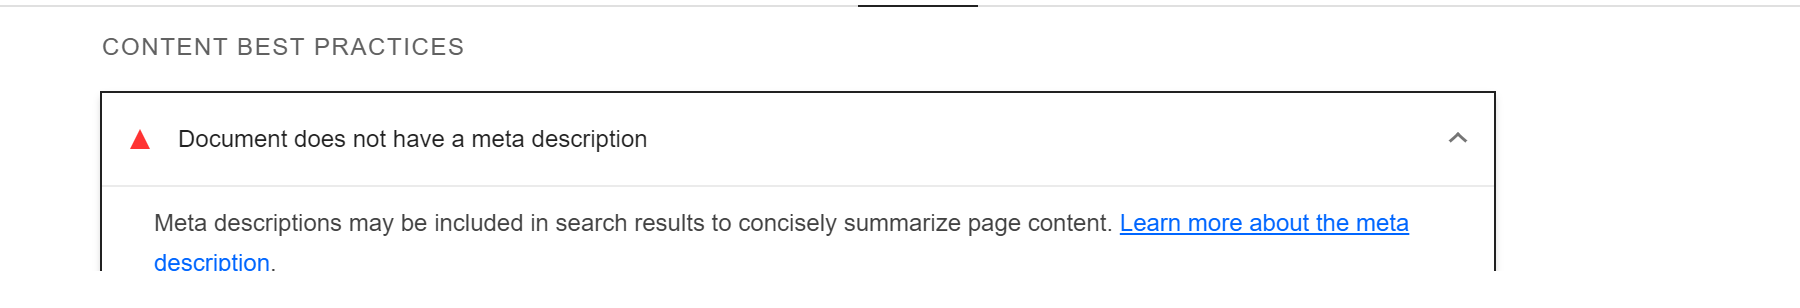 CONTENT BEST PRACTICES
Document does not have a meta description
Meta descriptions may be included in search results to concisely summarize page content. Learn more about the meta
description.